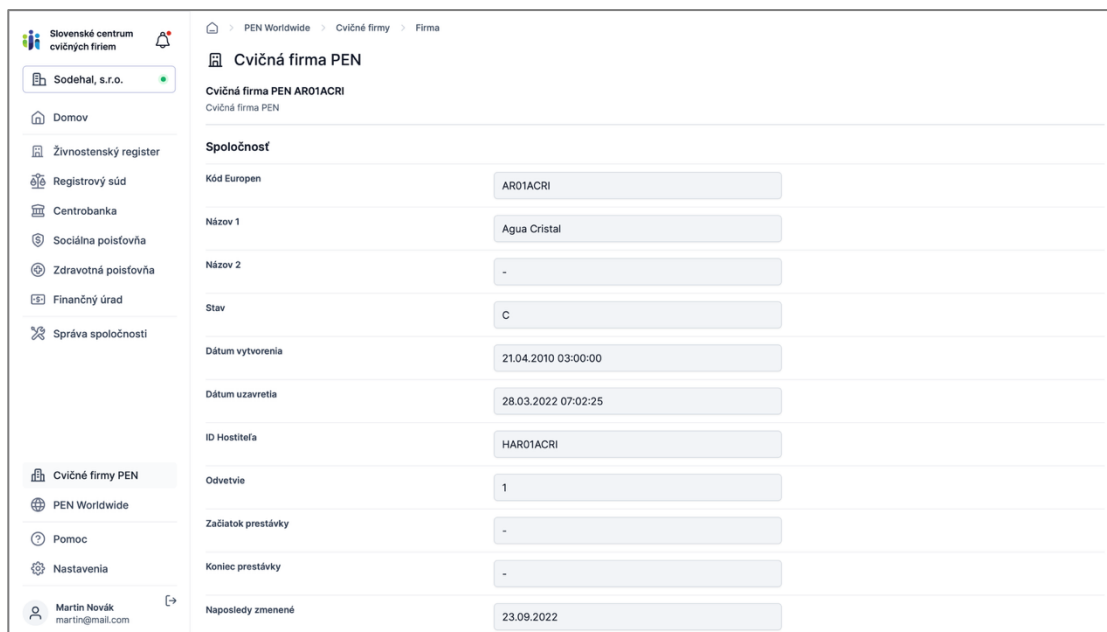 Slovenské centrum
cvičných firiem
Sodehal, s.r.o.
Domov
Živnostenský register
Registrový súd
Centrobanka
Sociálna poisťovňa
Zdravotná poisťovňa
Finančný úrad
Správa spoločnosti
Cvičné firmy PEN
PEN Worldwide
Pomoc
Nastavenia
Martin Novák
martin@mail.com
PEN Worldwide > Cvičné firmy > Firma
Cvičná firma PEN
Cvičná firma PEN AR01ACRI
Cvičná firma PEN
Spoločnosť
Kód Europen AR01ACRI
Názov 1 Agua Cristal
Názov 2 -
Stav C
Dátum vytvorenia 21.04.2010 03:00:00
Dátum uzavretia 28.03.2022 07:02:25
ID Hostiteľa HAR01ACRI
Odvetvie 1
Začiatok prestávky -
Koniec prestávky -
Naposledy zmenené 23.09.2022